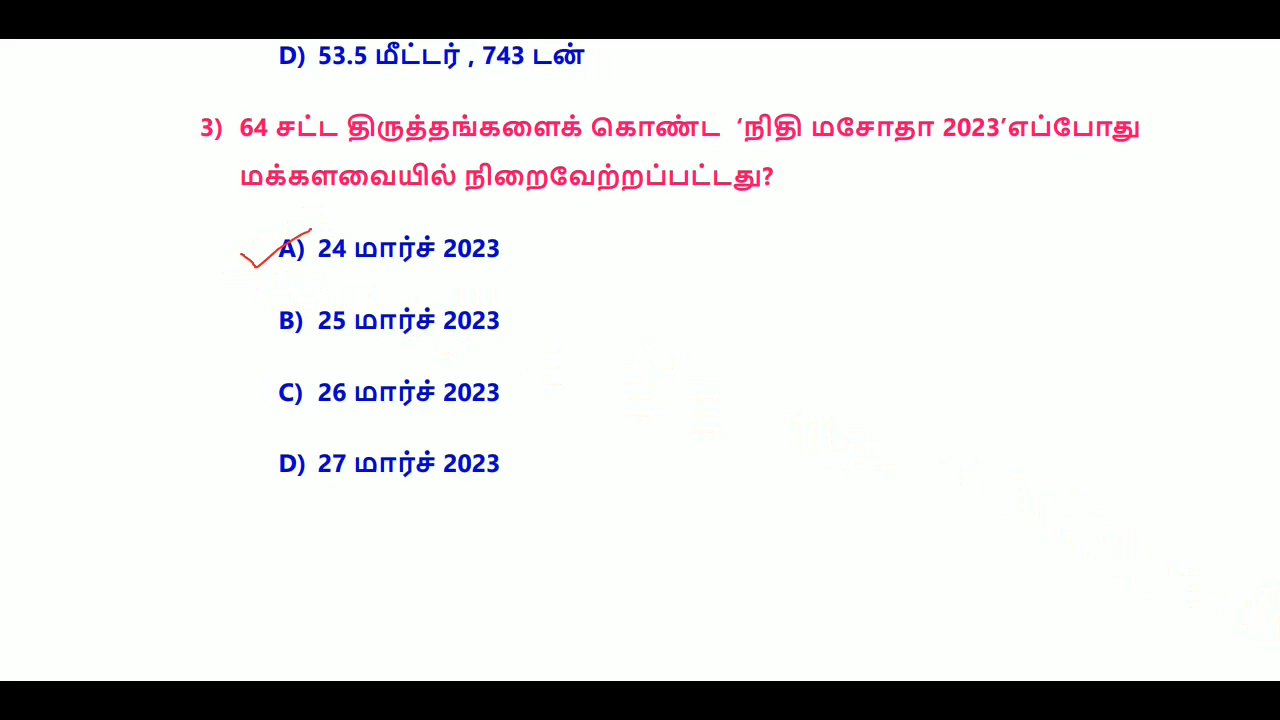 D) 53.5 மீட்டர் , 743 டன்
3) 64 சட்ட திருத்தங்களைக் கொண்ட ‘நிதி மசோதா 2023’எப்போது
மக்களவையில் நிறைவேற்றப்பட்டது?
A) 24 மார்ச் 2023
B) 25 மார்ச் 2023
C) 26 மார்ச் 2023
D) 27 மார்ச் 2023